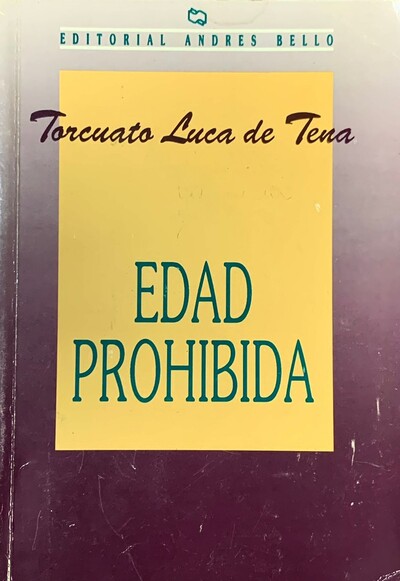 EDITORIAL ANDRES BELLO
Torcuato Luca de Tena
EDAD
PROHIBIDA